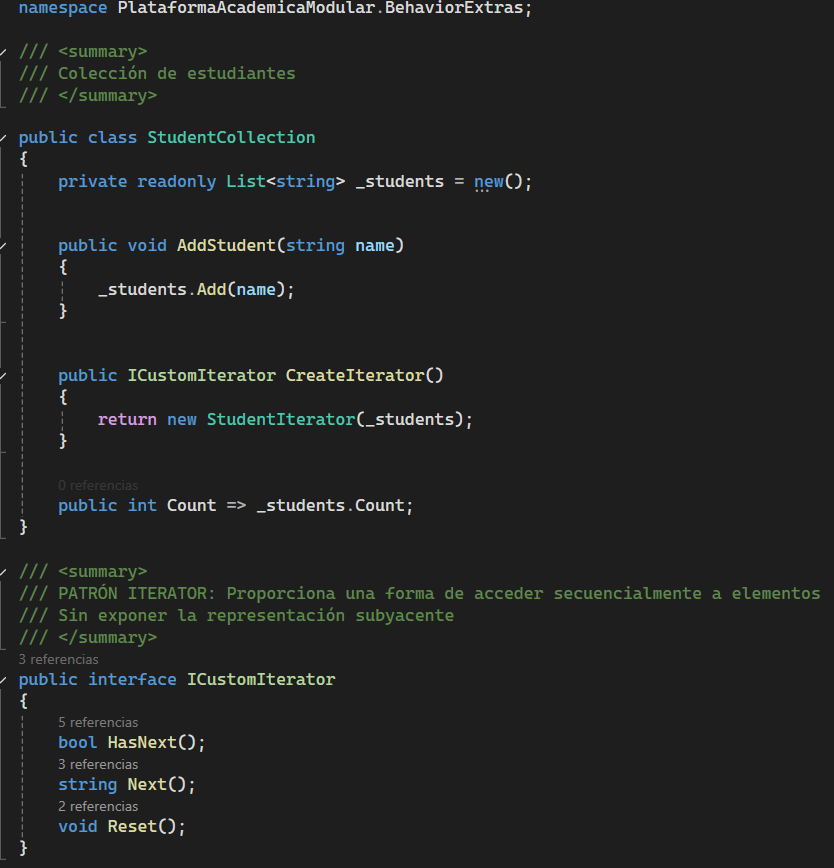 namespace PlataformaAcademicaModular.BehaviorExtras;
/// <summary>
/// Colección de estudiantes
/// </summary>
public class StudentCollection
{
private readonly List<string> _students = new();
public void AddStudent(string name)
{
_students.Add(name);
}
public ICustomIterator CreateIterator()
{
return new StudentIterator(_students);
}
0 referencias
public int Count => _students.Count;
}
/// <summary>
/// PATRÓN ITERATOR: Proporciona una forma de acceder secuencialmente a elementos
/// Sin exponer la representación subyacente
/// </summary>
3 referencias
public interface ICustomIterator
{
5 referencias
bool HasNext();
3 referencias
string Next();
2 referencias
void Reset();
}